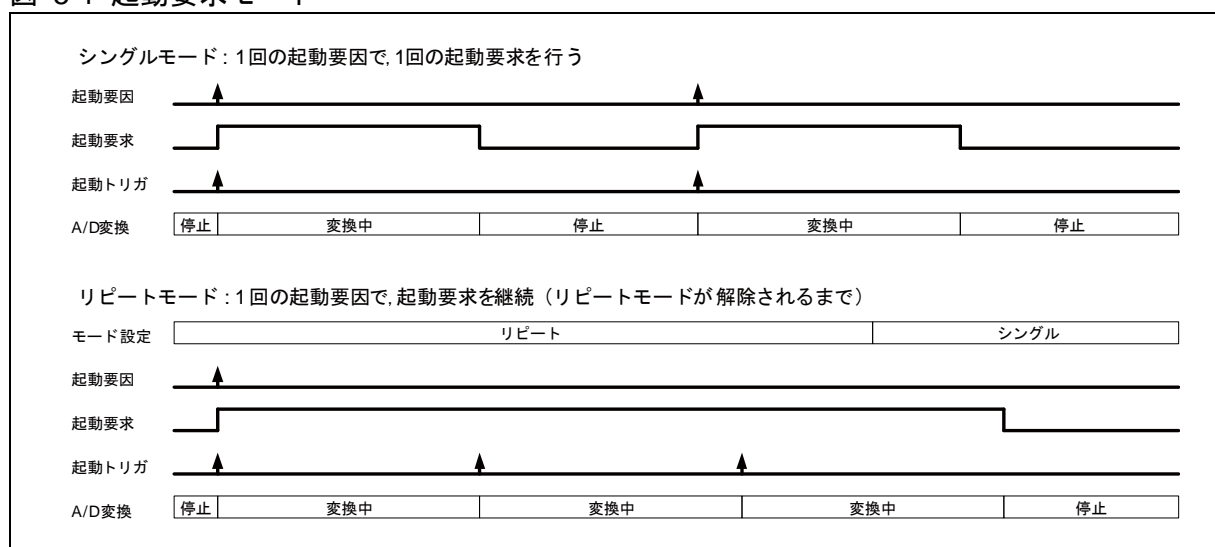 シングルモード : 1回の起動要因で, 1回の起動要求を行う
起動要因
起動要求
起動トリガ
A/D変換 停止 変換中 停止 変換中 停止
リピートモード : 1回の起動要因で, 起動要求を継続（リピートモードが解除されるまで）
モード設定 リピート シングル
起動要因
起動要求
起動トリガ
A/D変換 停止 変換中 変換中 変換中 停止